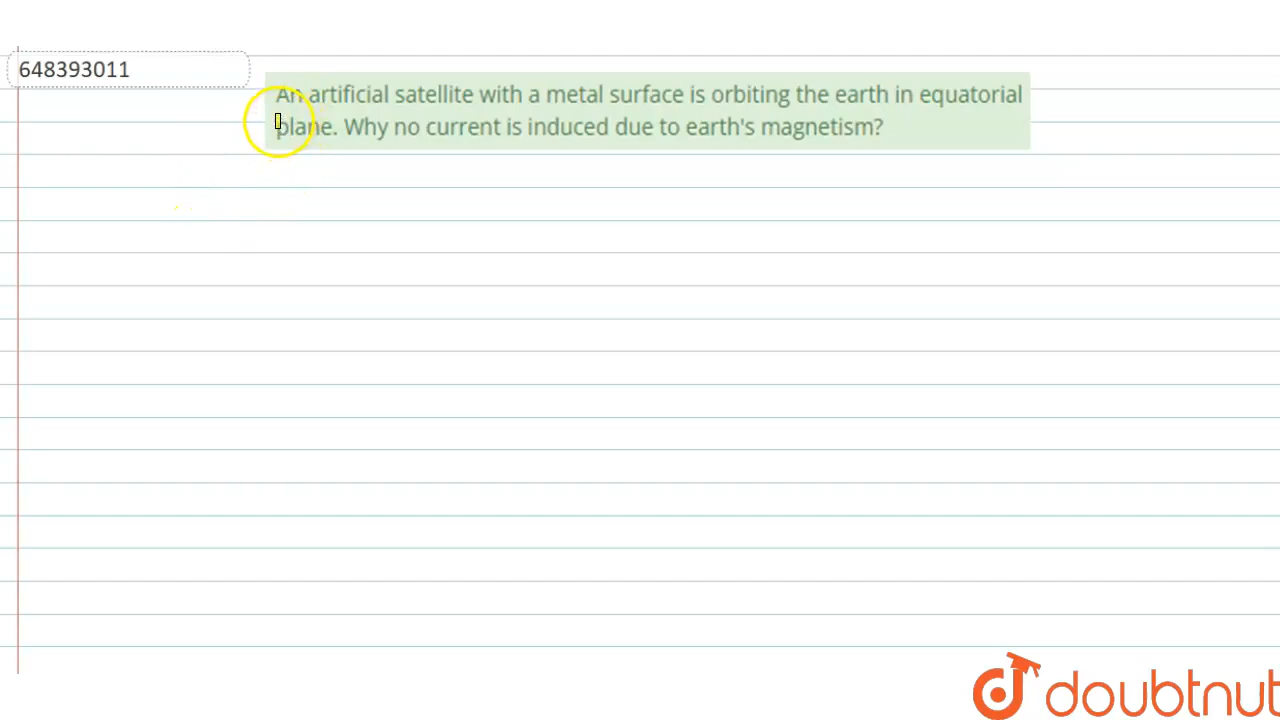 648393011
An artificial satellite with a metal surface is orbiting the earth in equatorial
plane. Why no current is induced due to earth's magnetism?
doubtnut